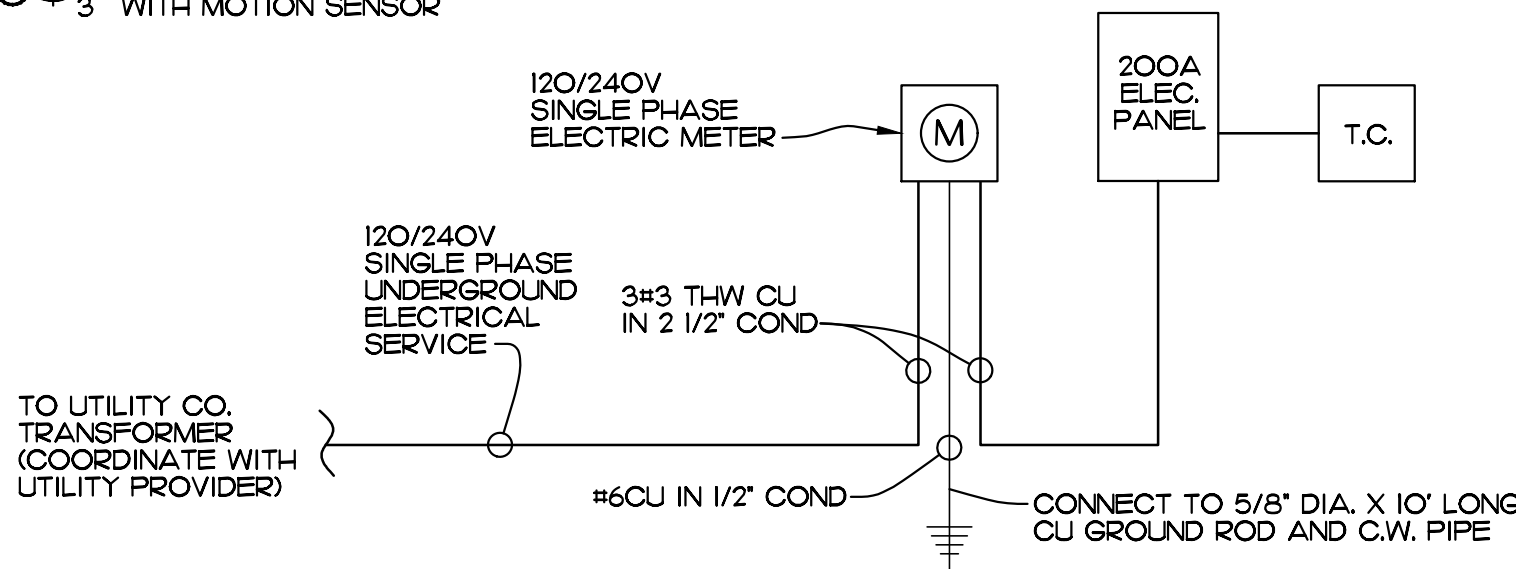 3 WITH MOTION SENSOR
120/240V
SINGLE PHASE
ELECTRIC METER
M
200A
ELEC.
PANEL
T.C.
120/240V
SINGLE PHASE
UNDERGROUND
ELECTRICAL
SERVICE
3#3 THW CU
IN 2 1/2" COND
TO UTILITY CO.
TRANSFORMER
(COORDINATE WITH
UTILITY PROVIDER)
#6CU IN 1/2" COND
CONNECT TO 5/8" DIA. X 10' LONG
CU GROUND ROD AND C.W. PIPE